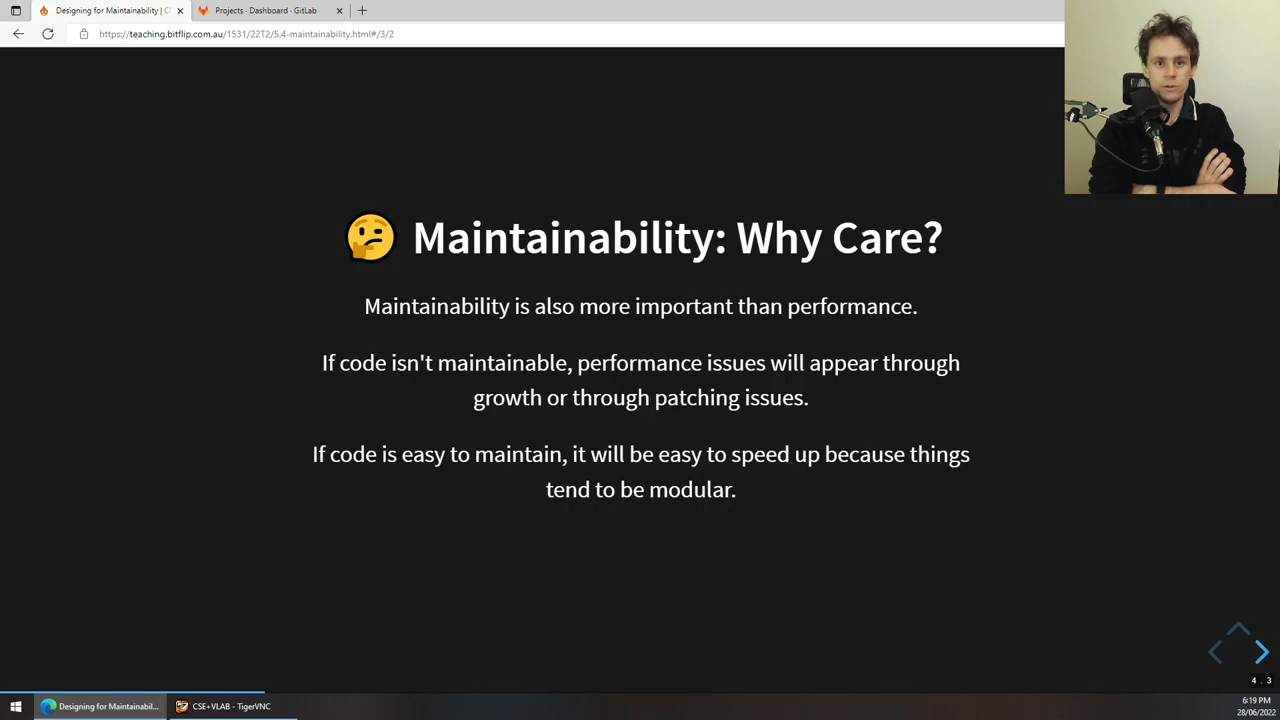 Designing for Maintainability | C
Projects · Dashboard · GitLab
https://teaching.bitflip.com.au/1531/22T2/5.4-maintainability.html#/3/2
🤔 Maintainability: Why Care?
Maintainability is also more important than performance.
If code isn't maintainable, performance issues will appear through
growth or through patching issues.
If code is easy to maintain, it will be easy to speed up because things
tend to be modular.
4 . 3
Designing for Maintainabil...
CSE+VLAB - TigerVNC
6:19 PM
28/06/2022